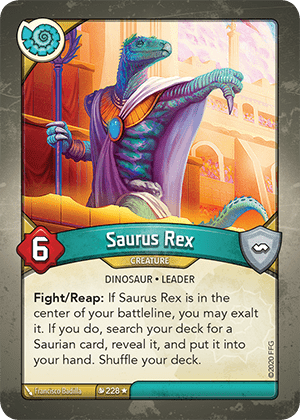 6
Saurus Rex
CREATURE
DINOSAUR • LEADER
Fight/Reap: If Saurus Rex is in the
center of your battleline, you may exalt
it. If you do, search your deck for a
Saurian card, reveal it, and put it into
your hand. Shuffle your deck.
Francisco Badilla
228
©2020 FFG